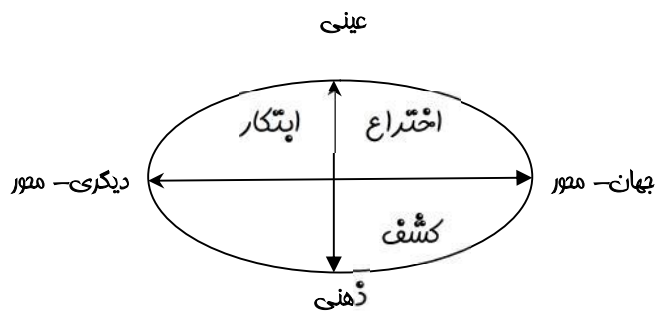 عینی
اختراع
ابتکار
جهان - محور
دیگری - محور
کشف
ذهنی